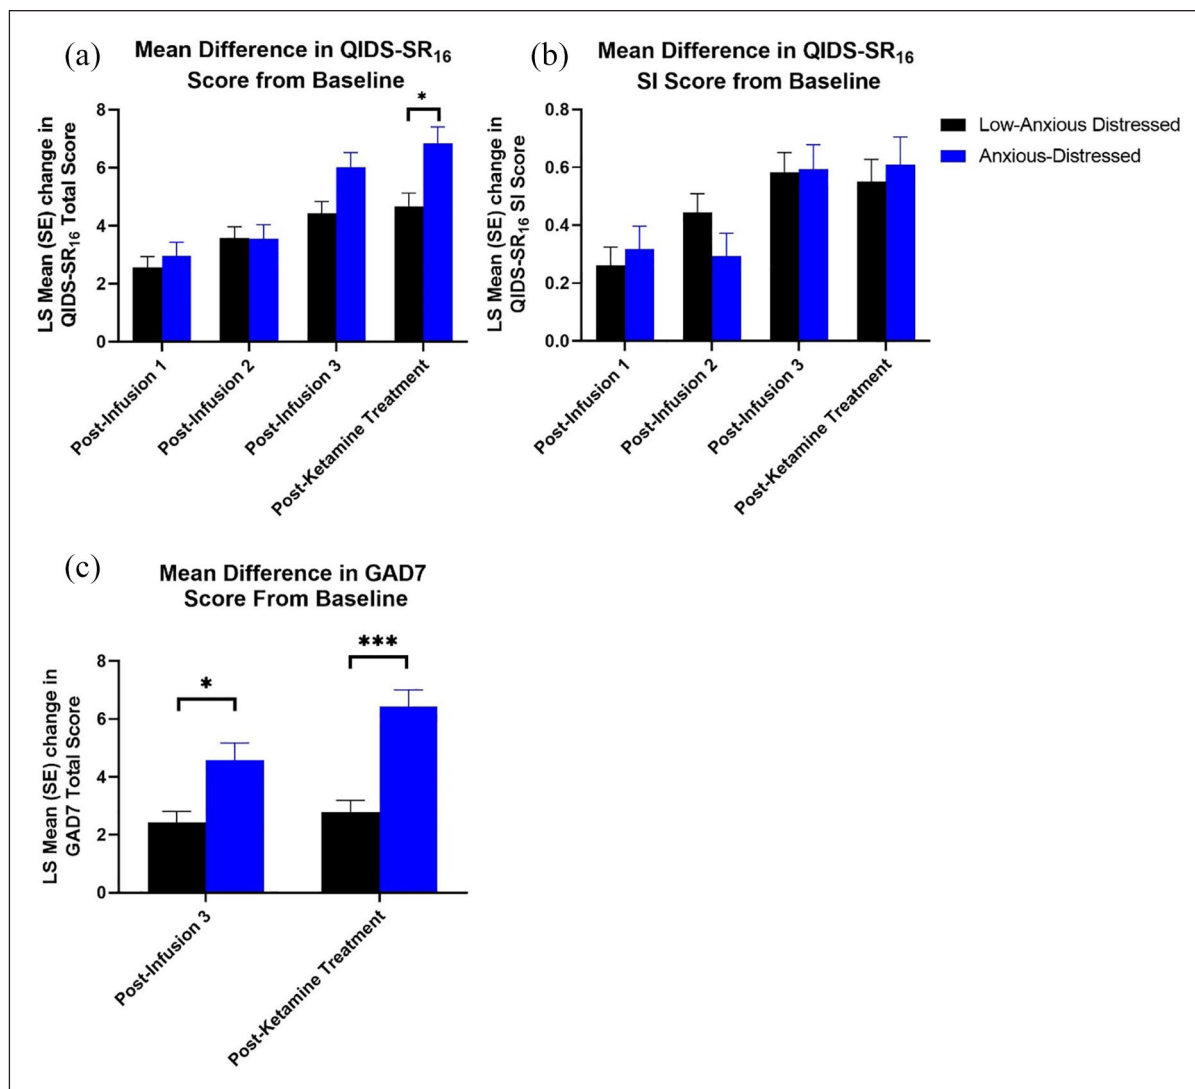 (a)
Mean Difference in QIDS-SR16
Score from Baseline
*
LS Mean (SE) change in
QIDS-SR16 Total Score
8
6
4
2
0
Post-Infusion 1
Post-Infusion 2
Post-Infusion 3
Post-Ketamine Treatment
(b)
Mean Difference in QIDS-SR16
SI Score from Baseline
LS Mean (SE) change in
QIDS-SR16 SI Score
0.8
0.6
0.4
0.2
0.0
Post-Infusion 1
Post-Infusion 2
Post-Infusion 3
Post-Ketamine Treatment
Low-Anxious Distressed
Anxious-Distressed
(c)
Mean Difference in GAD7
Score From Baseline
*
***
LS Mean (SE) change in
GAD7 Total Score
8
6
4
2
0
Post-Infusion 3
Post-Ketamine Treatment